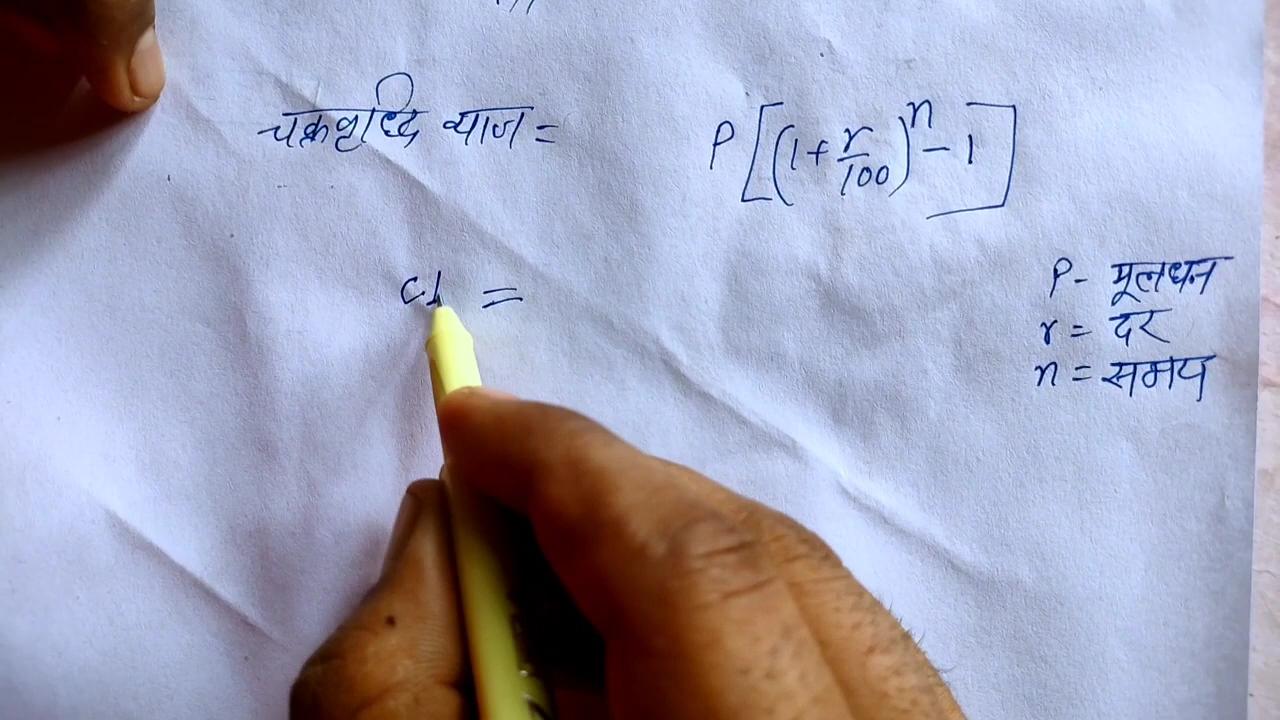 चक्रवृद्धि ब्याज = P[(1+r/100)^n - 1]
CI =
P- मूलधन
r = दर
n = समय